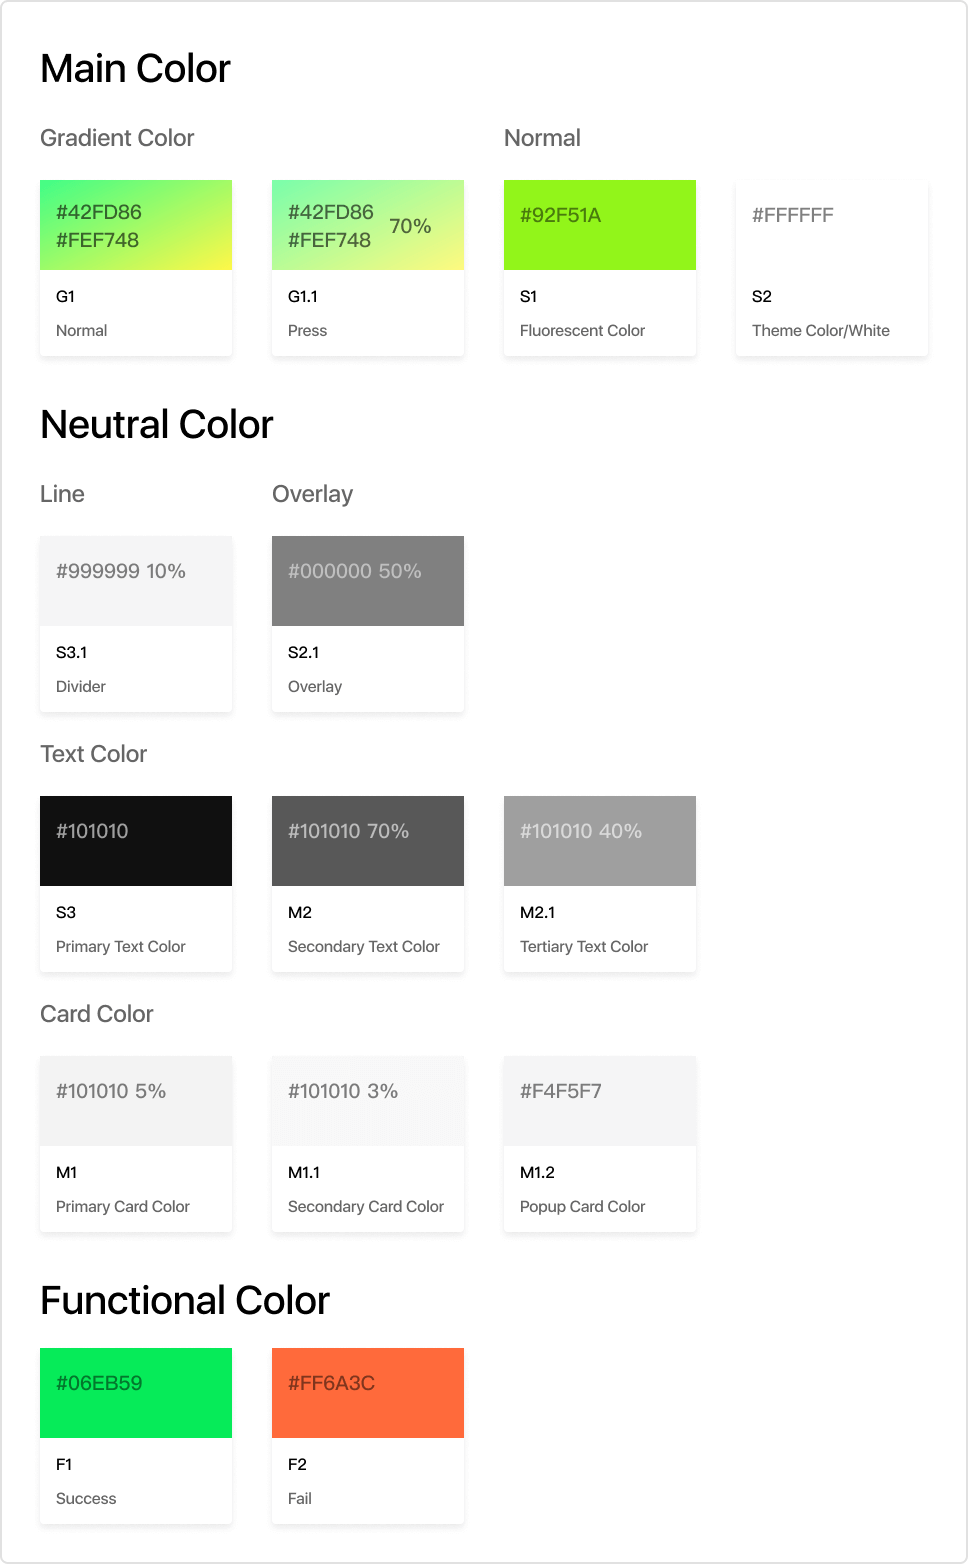 Main Color
Gradient Color
Normal
#42FD86
#FEF748
G1
Normal
#42FD86
#FEF748
70%
G1.1
Press
#92F51A
S1
Fluorescent Color
#FFFFFF
S2
Theme Color/White
Neutral Color
Line
Overlay
#999999 10%
S3.1
Divider
#000000 50%
S2.1
Overlay
Text Color
#101010
S3
Primary Text Color
#101010 70%
M2
Secondary Text Color
#101010 40%
M2.1
Tertiary Text Color
Card Color
#101010 5%
M1
Primary Card Color
#101010 3%
M1.1
Secondary Card Color
#F4F5F7
M1.2
Popup Card Color
Functional Color
#06EB59
F1
Success
#FF6A3C
F2
Fail